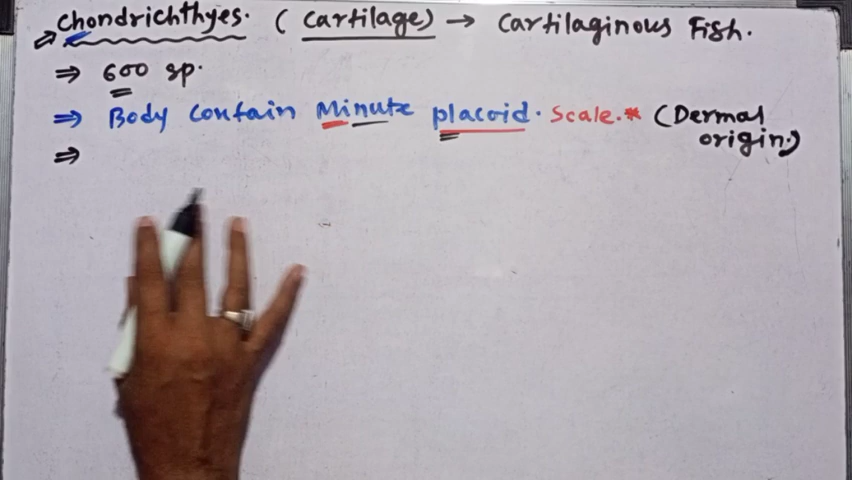 ⇒ Chondrichthyes. (Cartilage) → Cartilaginous Fish.
⇒ 600 sp.
⇒ Body Contain Minute placoid. Scale.* (Dermal
origin.)
⇒